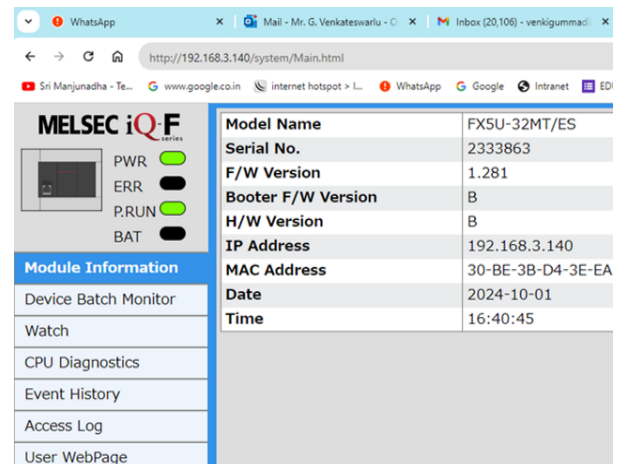 WhatsApp
Mail - Mr. G. Venkateswarlu - O
Inbox (20,106) - venkigummadi
http://192.168.3.140/system/Main.html
Sri Manjunadha - Te...
www.google.co.in
internet hotspot > I...
WhatsApp
Google
Intranet
MELSEC iQ-F
series
PWR
ERR
P.RUN
BAT
Module Information
Device Batch Monitor
Watch
CPU Diagnostics
Event History
Access Log
User WebPage
Model Name FX5U-32MT/ES
Serial No. 2333863
F/W Version 1.281
Booter F/W Version B
H/W Version B
IP Address 192.168.3.140
MAC Address 30-BE-3B-D4-3E-EA
Date 2024-10-01
Time 16:40:45